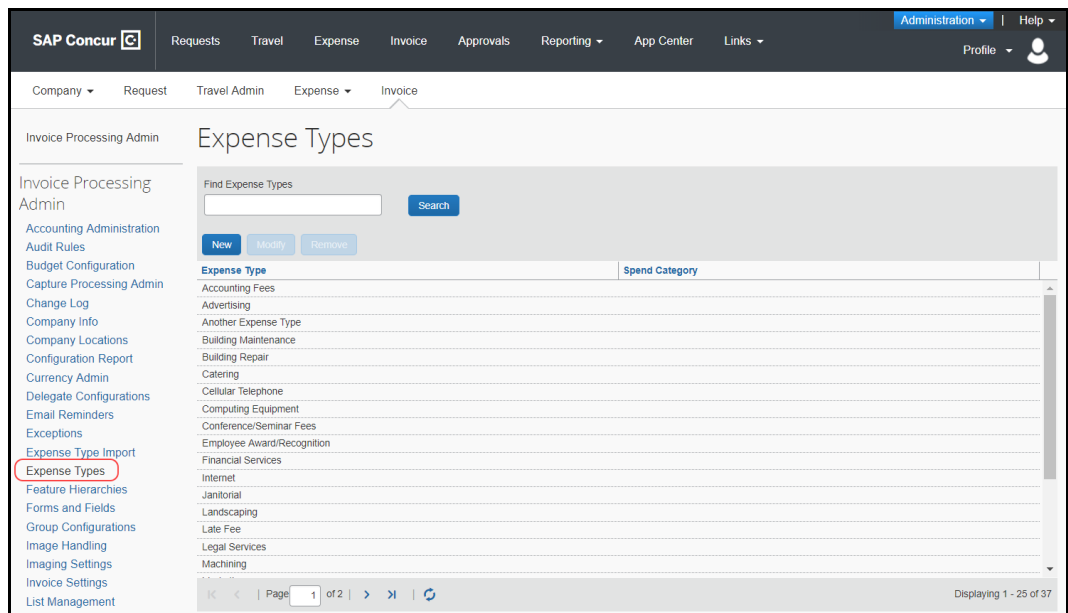 Administration | Help
SAP Concur C Requests Travel Expense Invoice Approvals Reporting App Center Links
Profile
Company Request Travel Admin Expense Invoice
Invoice Processing Admin
Expense Types
Invoice Processing
Admin
Accounting Administration
Audit Rules
Budget Configuration
Capture Processing Admin
Change Log
Company Info
Company Locations
Configuration Report
Currency Admin
Delegate Configurations
Email Reminders
Exceptions
Expense Type Import
Expense Types
Feature Hierarchies
Forms and Fields
Group Configurations
Image Handling
Imaging Settings
Invoice Settings
List Management
Find Expense Types
Search
New Modify Remove
Expense Type Spend Category
Accounting Fees
Advertising
Another Expense Type
Building Maintenance
Building Repair
Catering
Cellular Telephone
Computing Equipment
Conference/Seminar Fees
Employee Award/Recognition
Financial Services
Internet
Janitorial
Landscaping
Late Fee
Legal Services
Machining
Page 1 of 2 Displaying 1 - 25 of 37